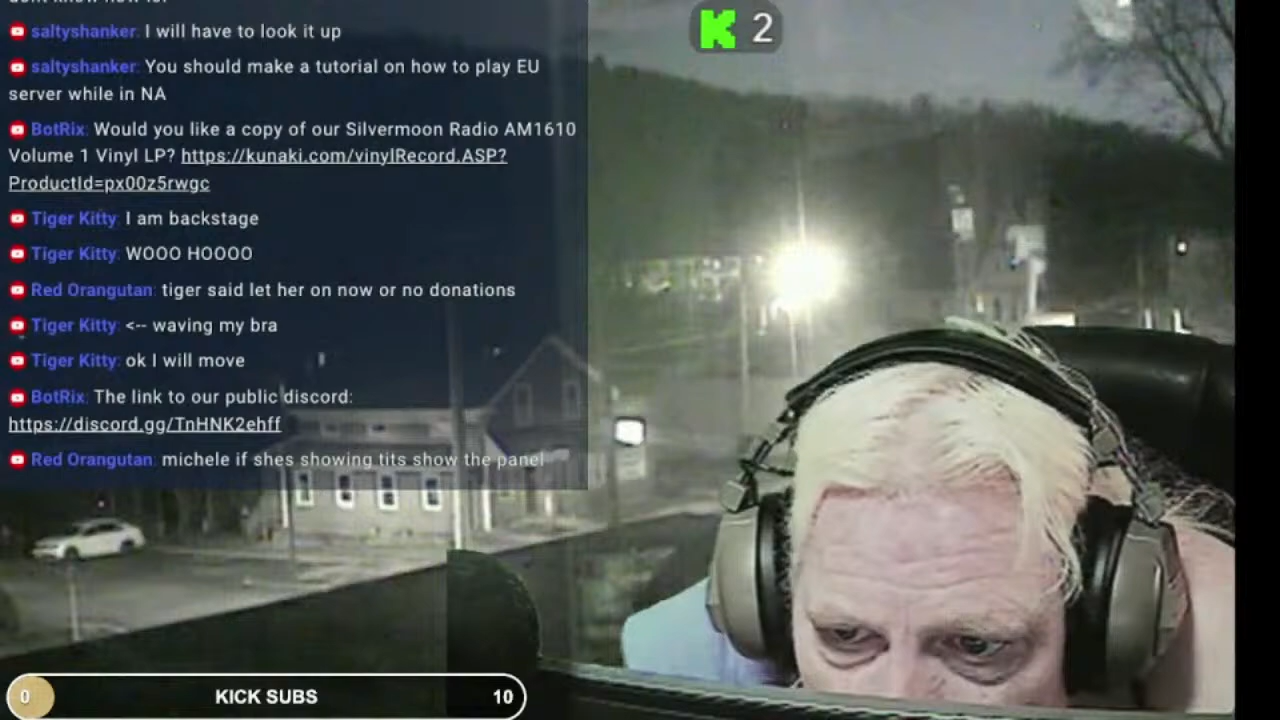 saltyshanker: I will have to look it up
saltyshanker: You should make a tutorial on how to play EU
server while in NA
BotRix: Would you like a copy of our Silvermoon Radio AM1610
Volume 1 Vinyl LP? https://kunaki.com/vinylRecord.ASP?
ProductId=px00z5rwgc
Tiger Kitty: I am backstage
Tiger Kitty: WOOO HOOOO
Red Orangutan: tiger said let her on now or no donations
Tiger Kitty: <-- waving my bra
Tiger Kitty: ok I will move
BotRix: The link to our public discord:
https://discord.gg/TnHNK2ehff
Red Orangutan: michele if shes showing tits show the panel
K 2
0 KICK SUBS 10